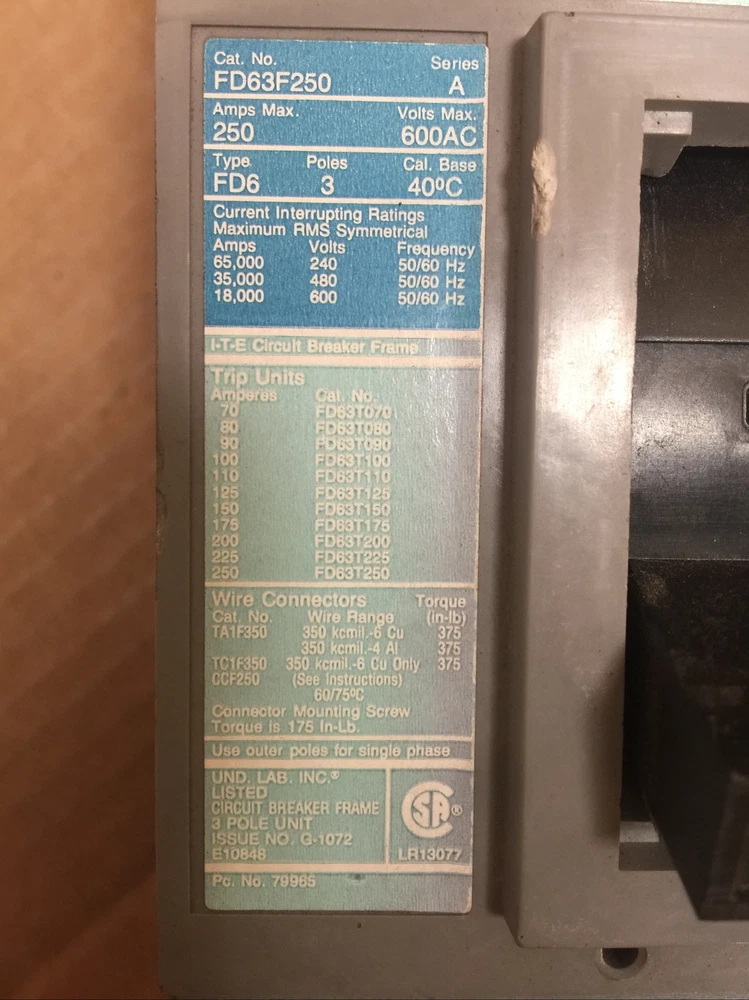 Cat. No. Series
FD63F250 A
Amps Max. Volts Max.
250 600AC
Type Poles Cal. Base
FD6 3 40ºC
Current Interrupting Ratings
Maximum RMS Symmetrical
Amps Volts Frequency
65,000 240 50/60 Hz
35,000 480 50/60 Hz
18,000 600 50/60 Hz
I-T-E Circuit Breaker Frame
Trip Units
Amperes Cat. No.
70 FD63T070
80 FD63T080
90 FD63T090
100 FD63T100
110 FD63T110
125 FD63T125
150 FD63T150
175 FD63T175
200 FD63T200
225 FD63T225
250 FD63T250
Wire Connectors Torque
Cat. No. Wire Range (in-lb)
TA1F350 350 kcmil.-6 Cu 375
350 kcmil.-4 Al 375
TC1F350 350 kcmil.-6 Cu Only 375
CCF250 (See Instructions)
60/75ºC
Connector Mounting Screw
Torque is 175 In-Lb.
Use outer poles for single phase
UND. LAB. INC.®
LISTED
CIRCUIT BREAKER FRAME
3 POLE UNIT
ISSUE NO. G-1072
E10848
CSA ®
LR13077
Pc. No. 79965